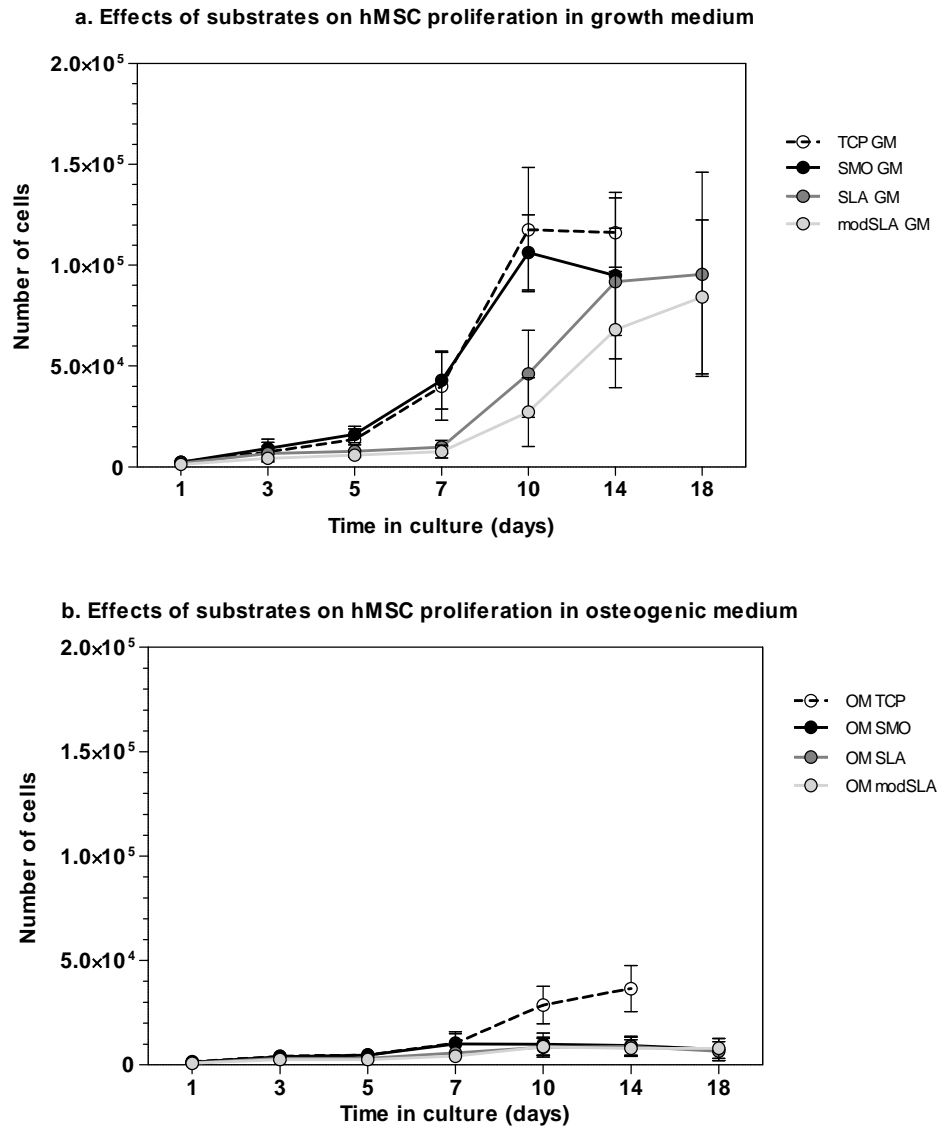 a. Effects of substrates on hMSC proliferation in growth medium
2.0×10⁵
1.5×10⁵
1.0×10⁵
5.0×10⁴
0
Number of cells
1 3 5 7 10 14 18
Time in culture (days)
TCP GM
SMO GM
SLA GM
modSLA GM
b. Effects of substrates on hMSC proliferation in osteogenic medium
2.0×10⁵
1.5×10⁵
1.0×10⁵
5.0×10⁴
0
Number of cells
1 3 5 7 10 14 18
Time in culture (days)
OM TCP
OM SMO
OM SLA
OM modSLA